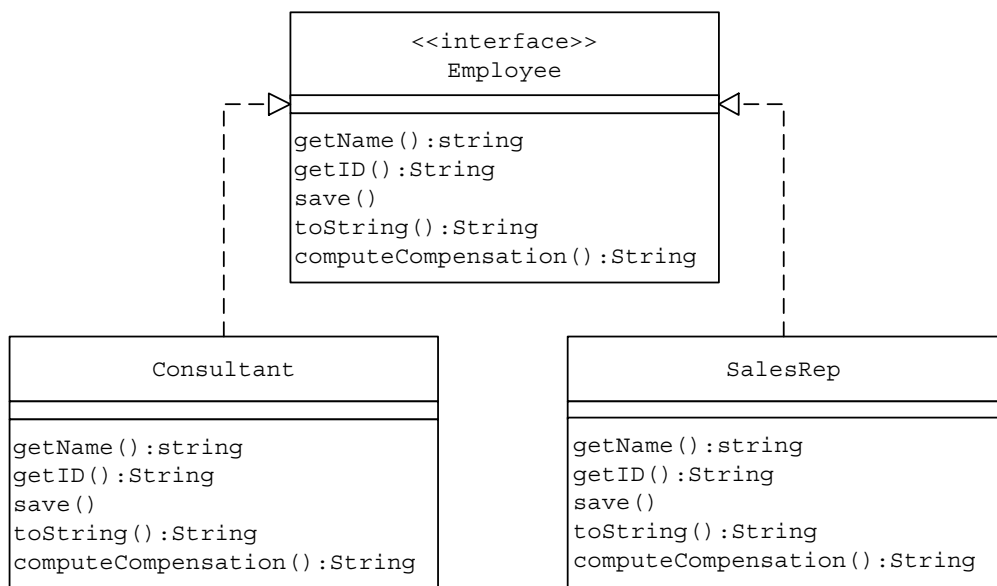 <<interface>>
Employee
getName():string
getID():String
save()
toString():String
computeCompensation():String
Consultant
getName():string
getID():String
save()
toString():String
computeCompensation():String
SalesRep
getName():string
getID():String
save()
toString():String
computeCompensation():String